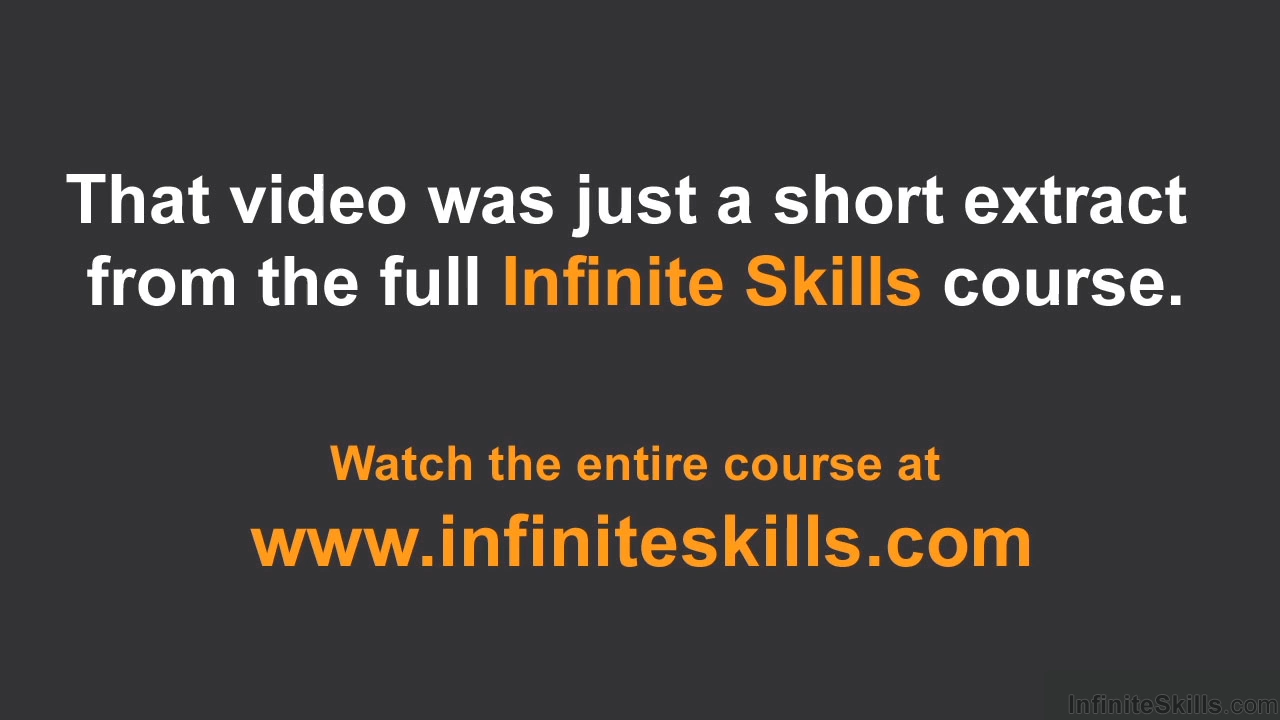 That video was just a short extract
from the full Infinite Skills course.
Watch the entire course at
www.infiniteskills.com
InfiniteSkills.com